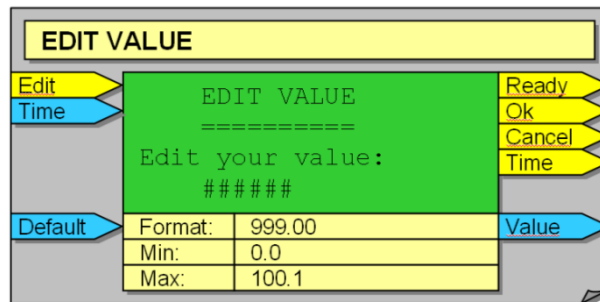 EDIT VALUE
Edit
Time
EDIT VALUE
==========
Edit your value:
######
Ready
Ok
Cancel
Time
Default
Format: 999.00
Min: 0.0
Max: 100.1
Value